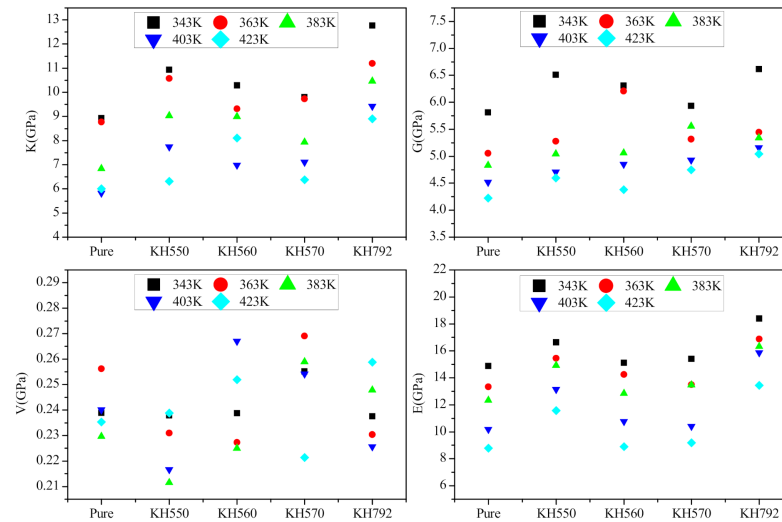 343K 363K 383K
403K 423K
K(GPa)
13
12
11
10
9
8
7
6
5
4
Pure KH550 KH560 KH570 KH792
343K 363K 383K
403K 423K
G(GPa)
7.5
7.0
6.5
6.0
5.5
5.0
4.5
4.0
3.5
Pure KH550 KH560 KH570 KH792
343K 363K 383K
403K 423K
V(GPa)
0.29
0.28
0.27
0.26
0.25
0.24
0.23
0.22
0.21
Pure KH550 KH560 KH570 KH792
343K 363K 383K
403K 423K
E(GPa)
22
20
18
16
14
12
10
8
6
Pure KH550 KH560 KH570 KH792